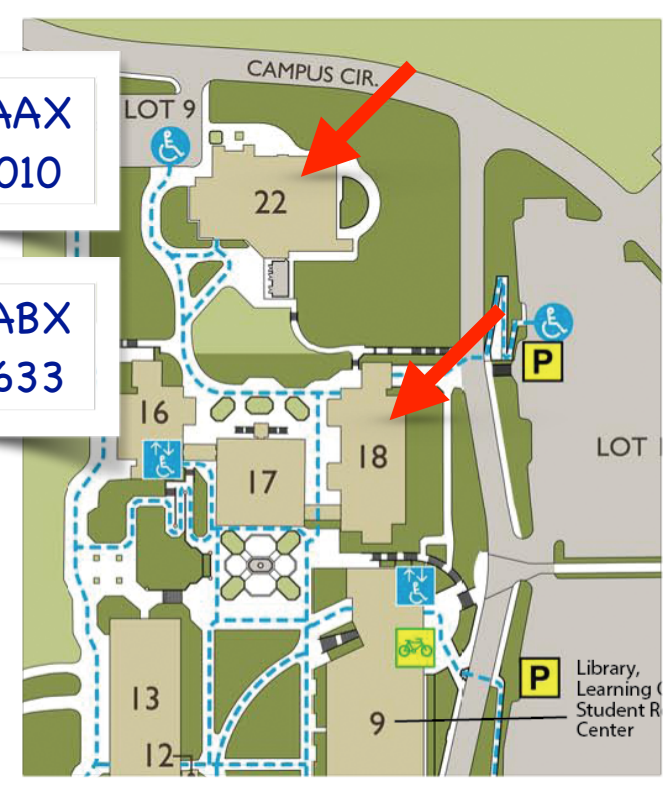 CAMPUS CIR.
LOT 9
AAX
010
22
ABX
633
P
16
18
17
LOT
13
12
9
P
Library,
Learning
Student
Center